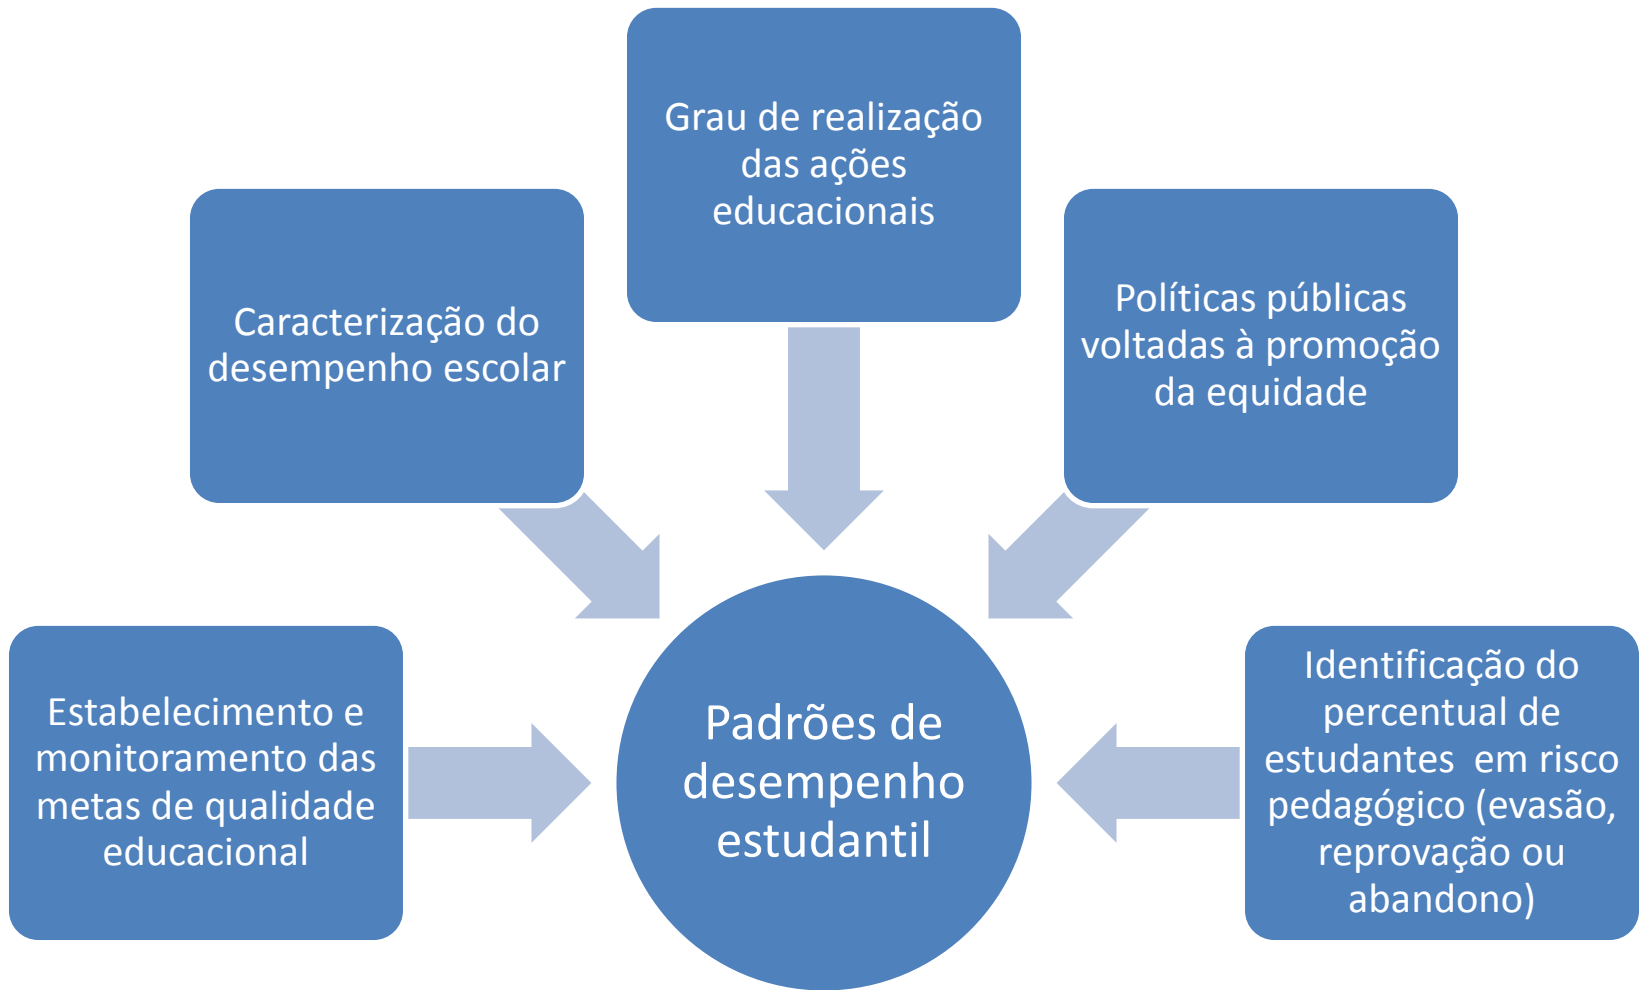 Grau de realização
das ações
educacionais
Caracterização do
desempenho escolar
Políticas públicas
voltadas à promoção
da equidade
Estabelecimento e
monitoramento das
metas de qualidade
educacional
Padrões de
desempenho
estudantil
Identificação do
percentual de
estudantes  em risco
pedagógico (evasão,
reprovação ou
abandono)